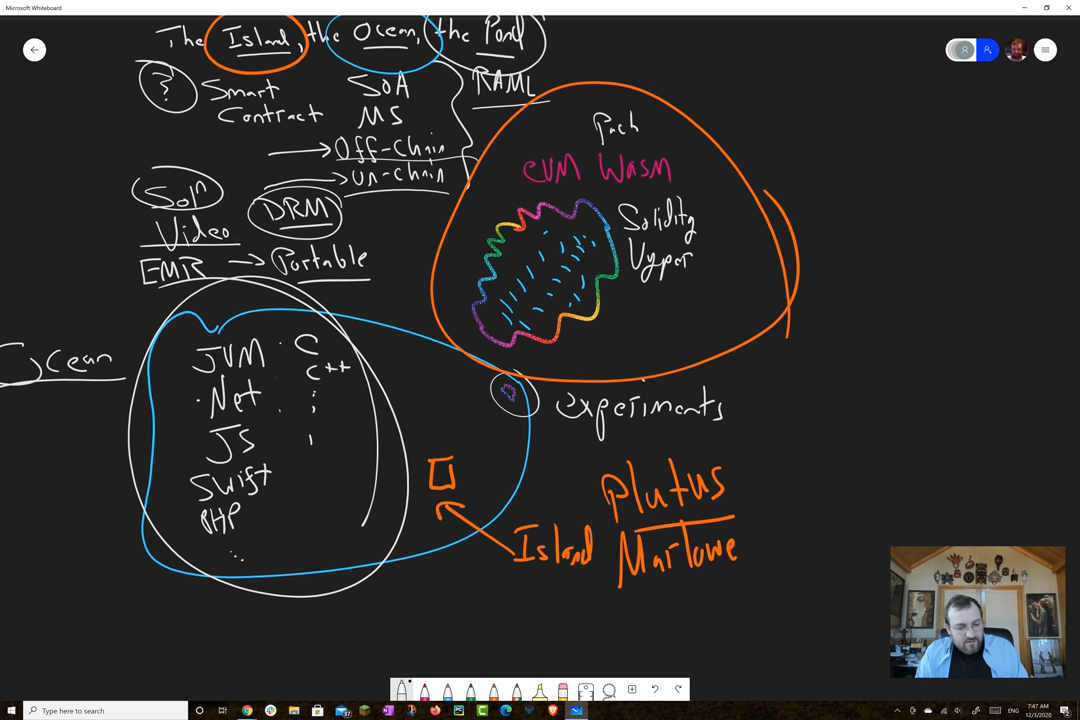 Microsoft Whiteboard
The Island, the Ocean, the Pond
? Smart Contract
SOA
MS
RAML
→ Off-chain
→ on-chain
Video
DRM
EMR → Portable
EVM Wasm
Solidity
Vyper
Ocean
JVM
C
C++
.Net
JS
Swift
PHP
experiments
Plutus
Island Marlowe
Type here to search
7:47 AM
12/3/2020